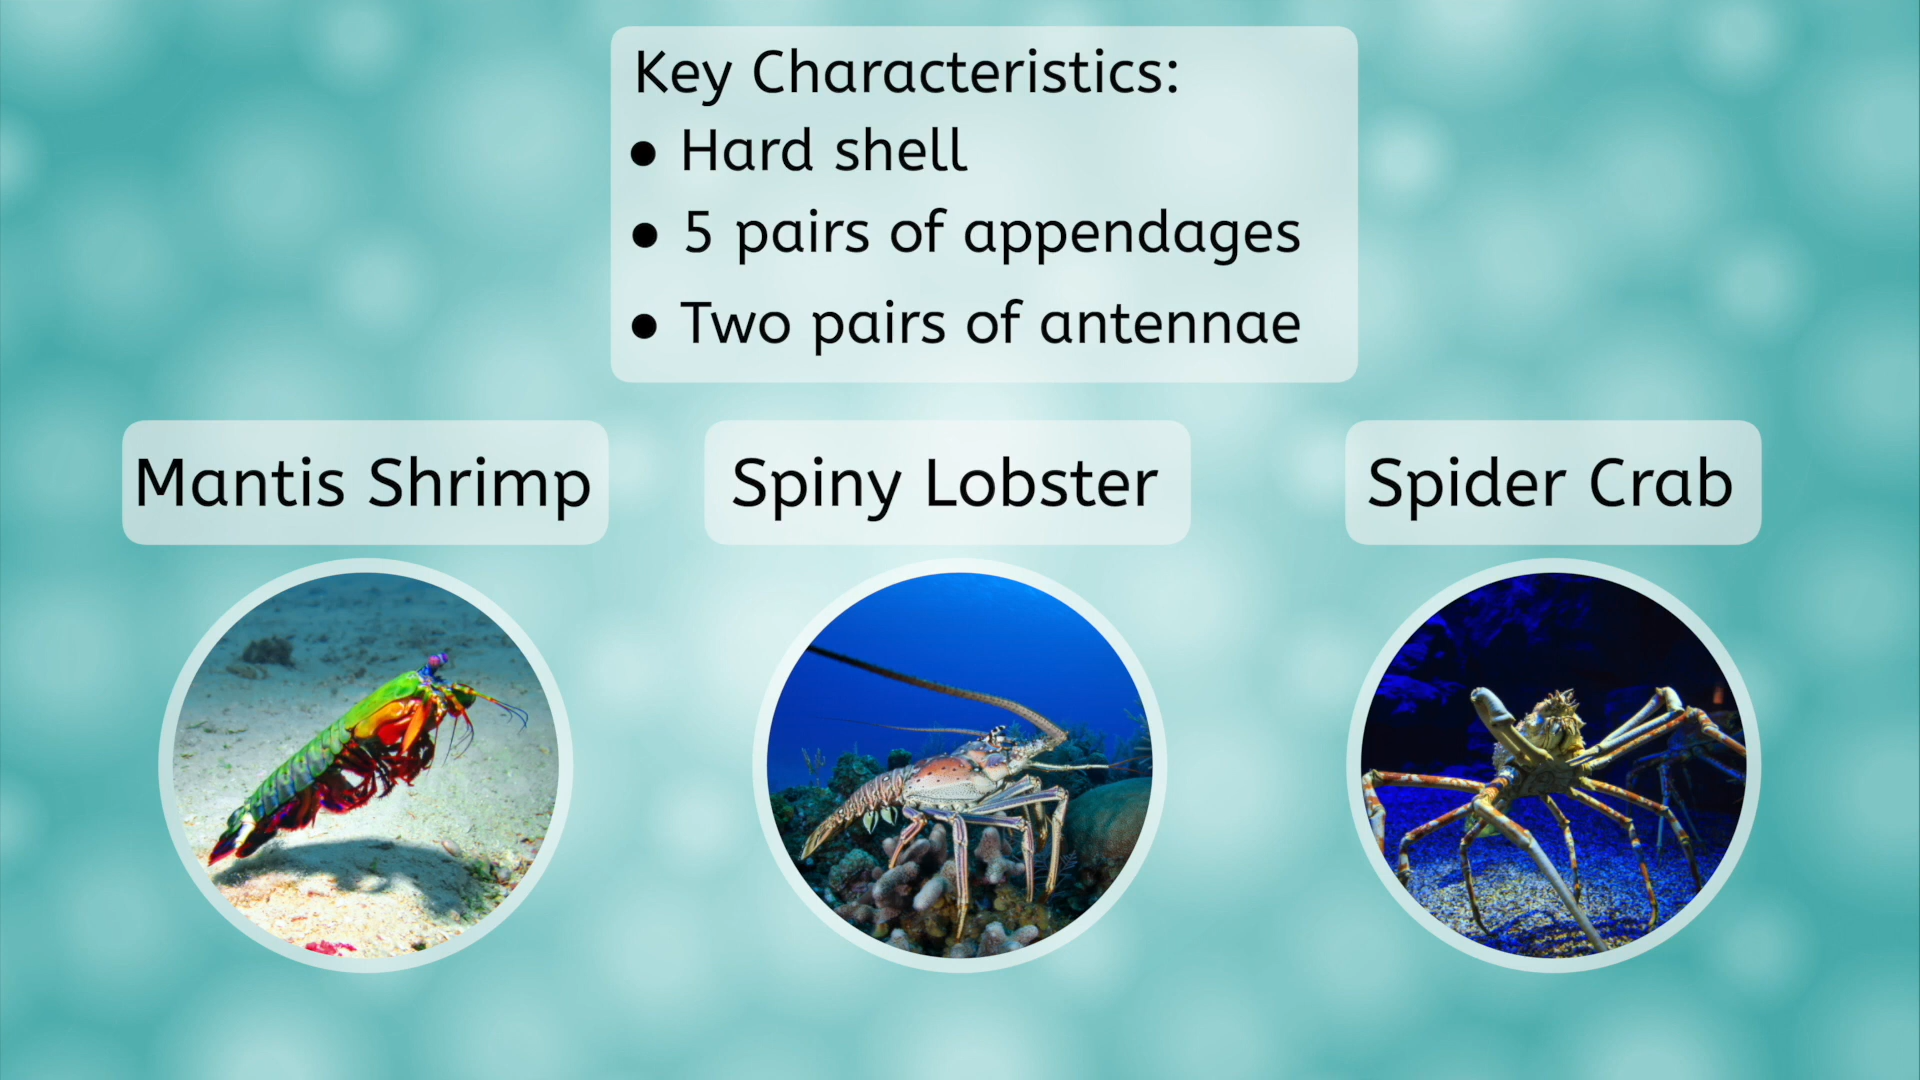 Key Characteristics:
● Hard shell
● 5 pairs of appendages
● Two pairs of antennae
Mantis Shrimp
Spiny Lobster
Spider Crab